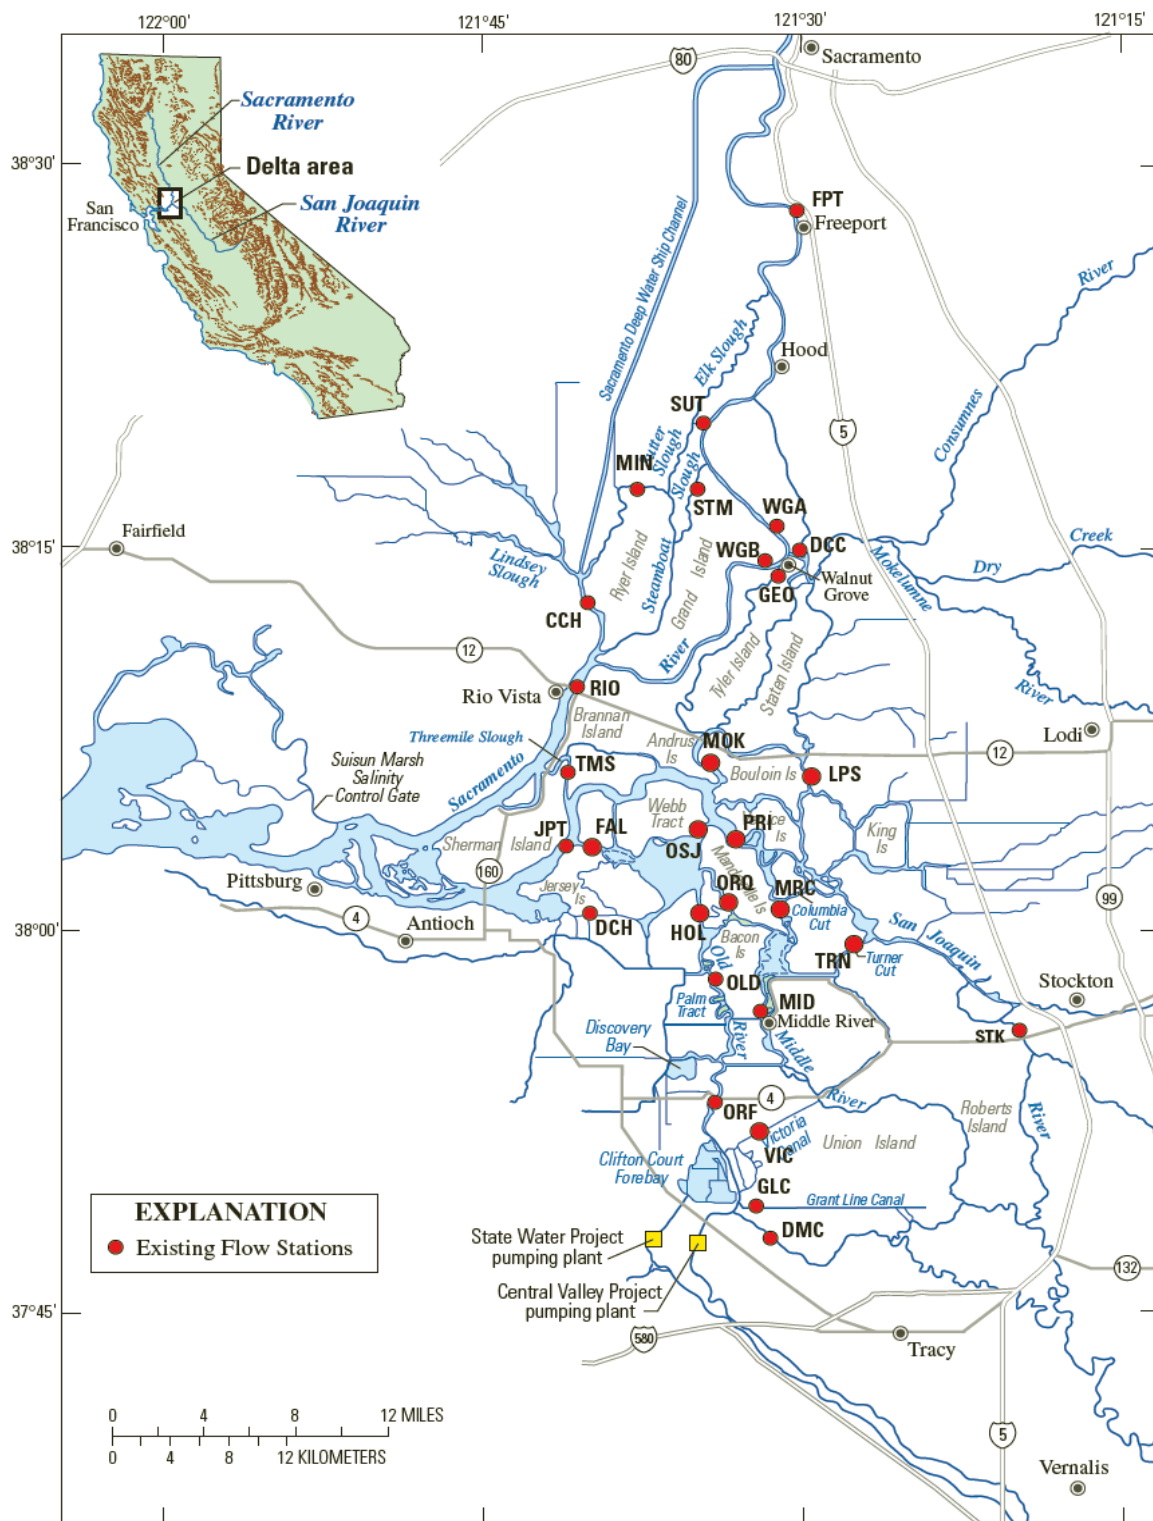 122°00'
121°45'
121°30'
121°15'
80
Sacramento
Sacramento
River
38°30'
Delta area
San
Francisco
San Joaquin
River
FPT
Freeport
Sacramento Deep Water Ship Channel
River
Elk Slough
Hood
Consumnes
SUT
5
Sutter
Slough
MIN
Slough
STM
WGA
38°15'
Fairfield
Lindsey
Slough
WGB
DCC
Creek
Dry
Mokelumne
Walnut
Grove
GEO
Ryer Island
Steamboat
Grand Island
CCH
River
Tyler Island
Staten Island
12
River
Rio Vista
RIO
Brannan
Island
Lodi
Threemile Slough
Andrus
Is
MOK
12
Suisun Marsh
Salinity
Control Gate
Sacramento
TMS
Bouloin Is
LPS
Webb
Tract
Venice
Is
King
Is
JPT
FAL
PRI
Sherman Island
OSJ
Mandeville Is
160
Pittsburg
Jersey
Is
ORQ
MRC
Columbia
Cut
99
4
Antioch
38°00'
DCH
HOL
Bacon
Is
San Joaquin
TRN
Turner
Cut
Old
OLD
Stockton
Palm
Tract
MID
Middle River
STK
Discovery
Bay
River
Middle
4
River
ORF
Roberts
Island
River
Victoria
Canal
Union Island
VIC
Clifton Court
Forebay
GLC
Grant Line Canal
EXPLANATION
Existing Flow Stations
DMC
State Water Project
pumping plant
132
Central Valley Project
pumping plant
37°45'
580
Tracy
0 4 8 12 MILES
0 4 8 12 KILOMETERS
5
Vernalis